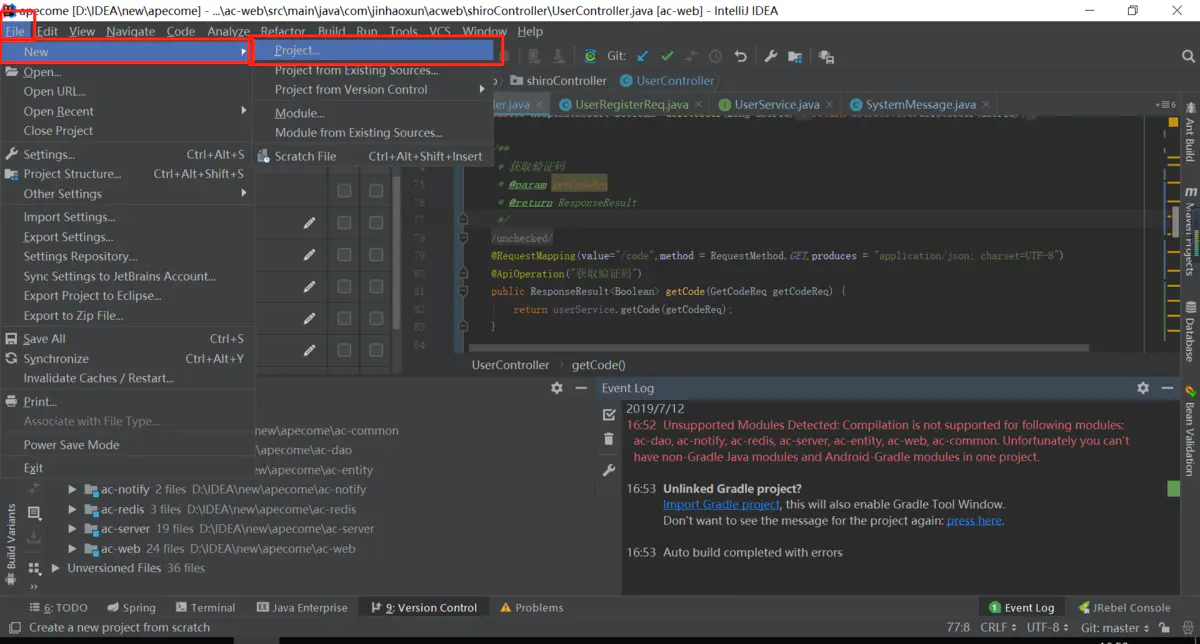 apecome [D:\IDEA\new\apecome] - ...\ac-web\src\main\java\com\jinhaoxun\acweb\shiroController\UserController.java [ac-web] - IntelliJ IDEA
File Edit View Navigate Code Analyze Refactor Build Run Tools VCS Window Help
New
Project...
Git:
Open...
Project from Existing Sources...
shiroController
UserController
Open URL...
Project from Version Control
Open Recent
Module...
UserRegisterReq.java
UserService.java
SystemMessage.java
6
Close Project
Module from Existing Sources...
Settings... Ctrl+Alt+S
Scratch File Ctrl+Alt+Shift+Insert
Project Structure... Ctrl+Alt+Shift+S
Other Settings
Import Settings...
Export Settings...
Settings Repository...
Sync Settings to JetBrains Account...
Export Project to Eclipse...
Export to Zip File...
Save All Ctrl+S
Synchronize Ctrl+Alt+Y
Invalidate Caches / Restart...
Print...
Associate with File Type...
Power Save Mode
Exit
/**
* 获取验证码
75 * @param getCodeReq
76 * @return ResponseResult
77 */
78 /unchecked/
79 @RequestMapping(value="/code",method = RequestMethod.GET,produces = "application/json; charset=UTF-8")
80 @ApiOperation("获取验证码")
81 public ResponseResult<Boolean> getCode(GetCodeReq getCodeReq) {
82 return userService.getCode(getCodeReq);
83 }
84
UserController
getCode()
Ant Build
Maven Projects
Database
Bean Validation
Event Log
2019/7/12
16:52 Unsupported Modules Detected: Compilation is not supported for following modules:
ac-dao, ac-notify, ac-redis, ac-server, ac-entity, ac-web, ac-common. Unfortunately you can't
have non-Gradle Java modules and Android-Gradle modules in one project.
16:53 Unlinked Gradle project?
Import Gradle project, this will also enable Gradle Tool Window.
Don't want to see the message for the project again: press here.
16:53 Auto build completed with errors
new\apecome\ac-common
\apecome\ac-dao
\apecome\ac-entity
ac-notify 2 files D:\IDEA\new\apecome\ac-notify
ac-redis 3 files D:\IDEA\new\apecome\ac-redis
ac-server 19 files D:\IDEA\new\apecome\ac-server
ac-web 24 files D:\IDEA\new\apecome\ac-web
Unversioned Files 36 files
Build Variants
6: TODO
Spring
Terminal
Java Enterprise
9: Version Control
Problems
1 Event Log
JRebel Console
Create a new project from scratch
77:8 CRLF UTF-8 Git: master